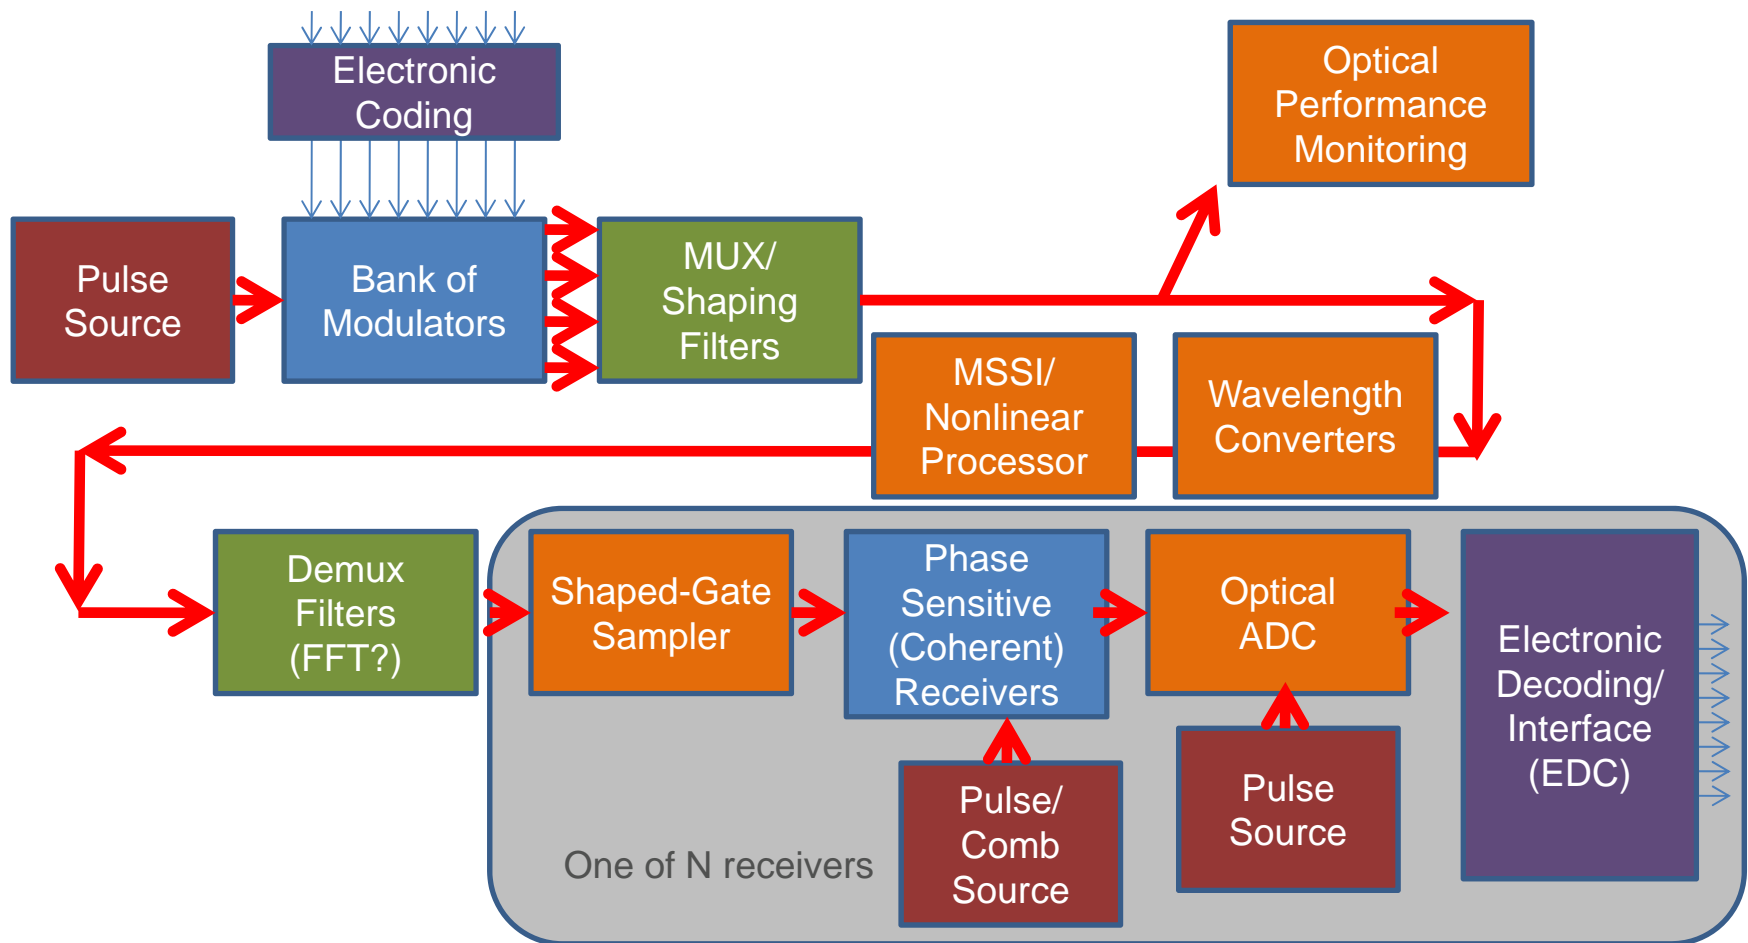 Electronic
Coding
Optical
Performance
Monitoring
Pulse
Source
Bank of
Modulators
MUX/
Shaping
Filters
MSSI/
Nonlinear
Processor
Wavelength
Converters
Demux
Filters
(FFT?)
Shaped-Gate
Sampler
Phase
Sensitive
(Coherent)
Receivers
Optical
ADC
Electronic
Decoding/
Interface
(EDC)
Pulse/
Comb
Source
Pulse
Source
One of N receivers